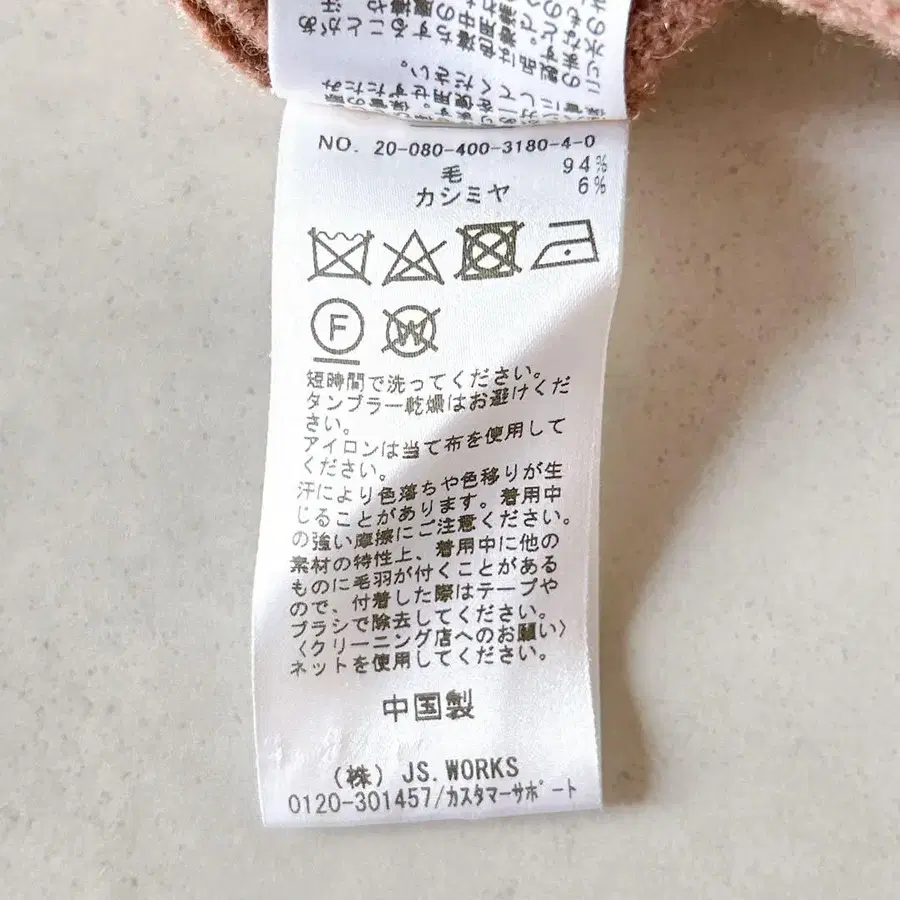 NO. 20-080-400-3180-4-0
毛 94%
カシミヤ 6%
F
W
短時間で洗ってください。
タンブラー乾燥はお避けくだ
さい。
アイロンは当て布を使用して
ください。
汗により色落ちや色移りが生
じることがあります。着用中
の強い摩擦にご注意ください。
素材の特性上、着用中に他の
ものに毛羽が付くことがある
ので、付着した際はテープや
ブラシで除去してください。
〈クリーニング店へのお願い〉
ネットを使用してください。
中国製
(株) JS.WORKS
0120-301457/カスタマーサポート